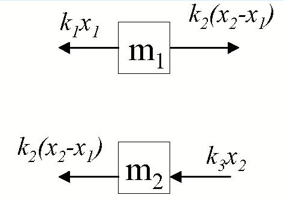 k₁x₁ k₂(x₂-x₁)
m₁
k₂(x₂-x₁) k₃x₂
m₂